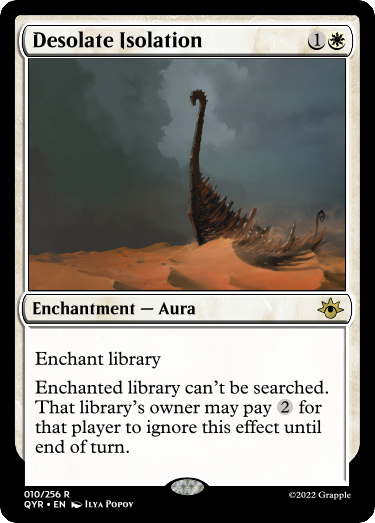 Desolate Isolation 1
Enchantment — Aura
Enchant library
Enchanted library can't be searched.
That library's owner may pay 2 for
that player to ignore this effect until
end of turn.
010/256 R
QYR • EN Ilya Popov
©2022 Grapple